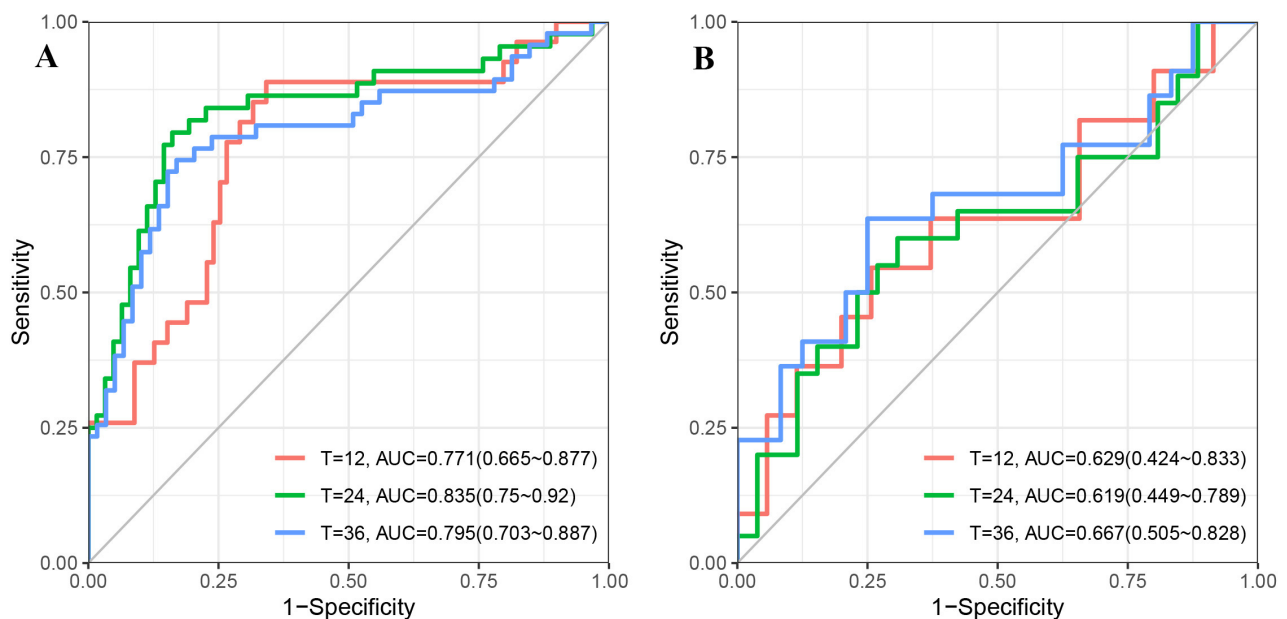 A
Sensitivity
1.00
0.75
0.50
0.25
0.00
T=12, AUC=0.771(0.665~0.877)
T=24, AUC=0.835(0.75~0.92)
T=36, AUC=0.795(0.703~0.887)
0.00 0.25 0.50 0.75 1.00
1−Specificity
B
Sensitivity
1.00
0.75
0.50
0.25
0.00
T=12, AUC=0.629(0.424~0.833)
T=24, AUC=0.619(0.449~0.789)
T=36, AUC=0.667(0.505~0.828)
0.00 0.25 0.50 0.75 1.00
1−Specificity